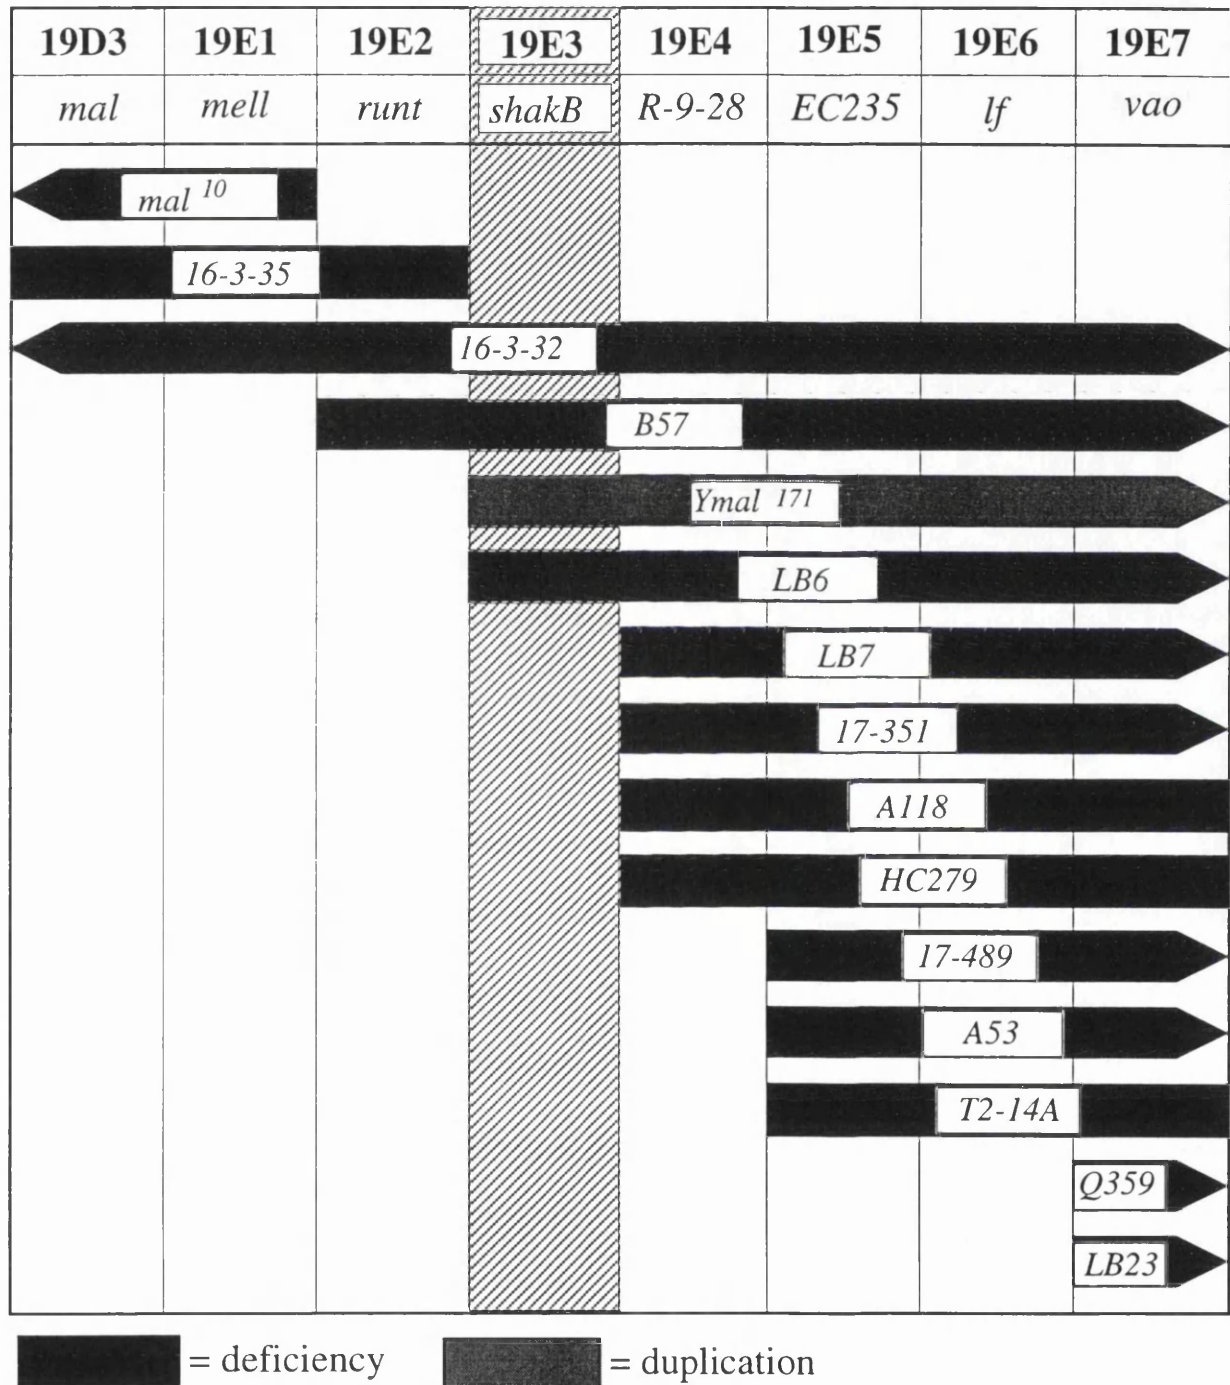 19D3 19E1 19E2 19E3 19E4 19E5 19E6 19E7
mal mell runt shakB R-9-28 EC235 lf vao
mal 10
16-3-35
16-3-32
B57
Ymal 171
LB6
LB7
17-351
A118
HC279
17-489
A53
T2-14A
Q359
LB23
= deficiency = duplication